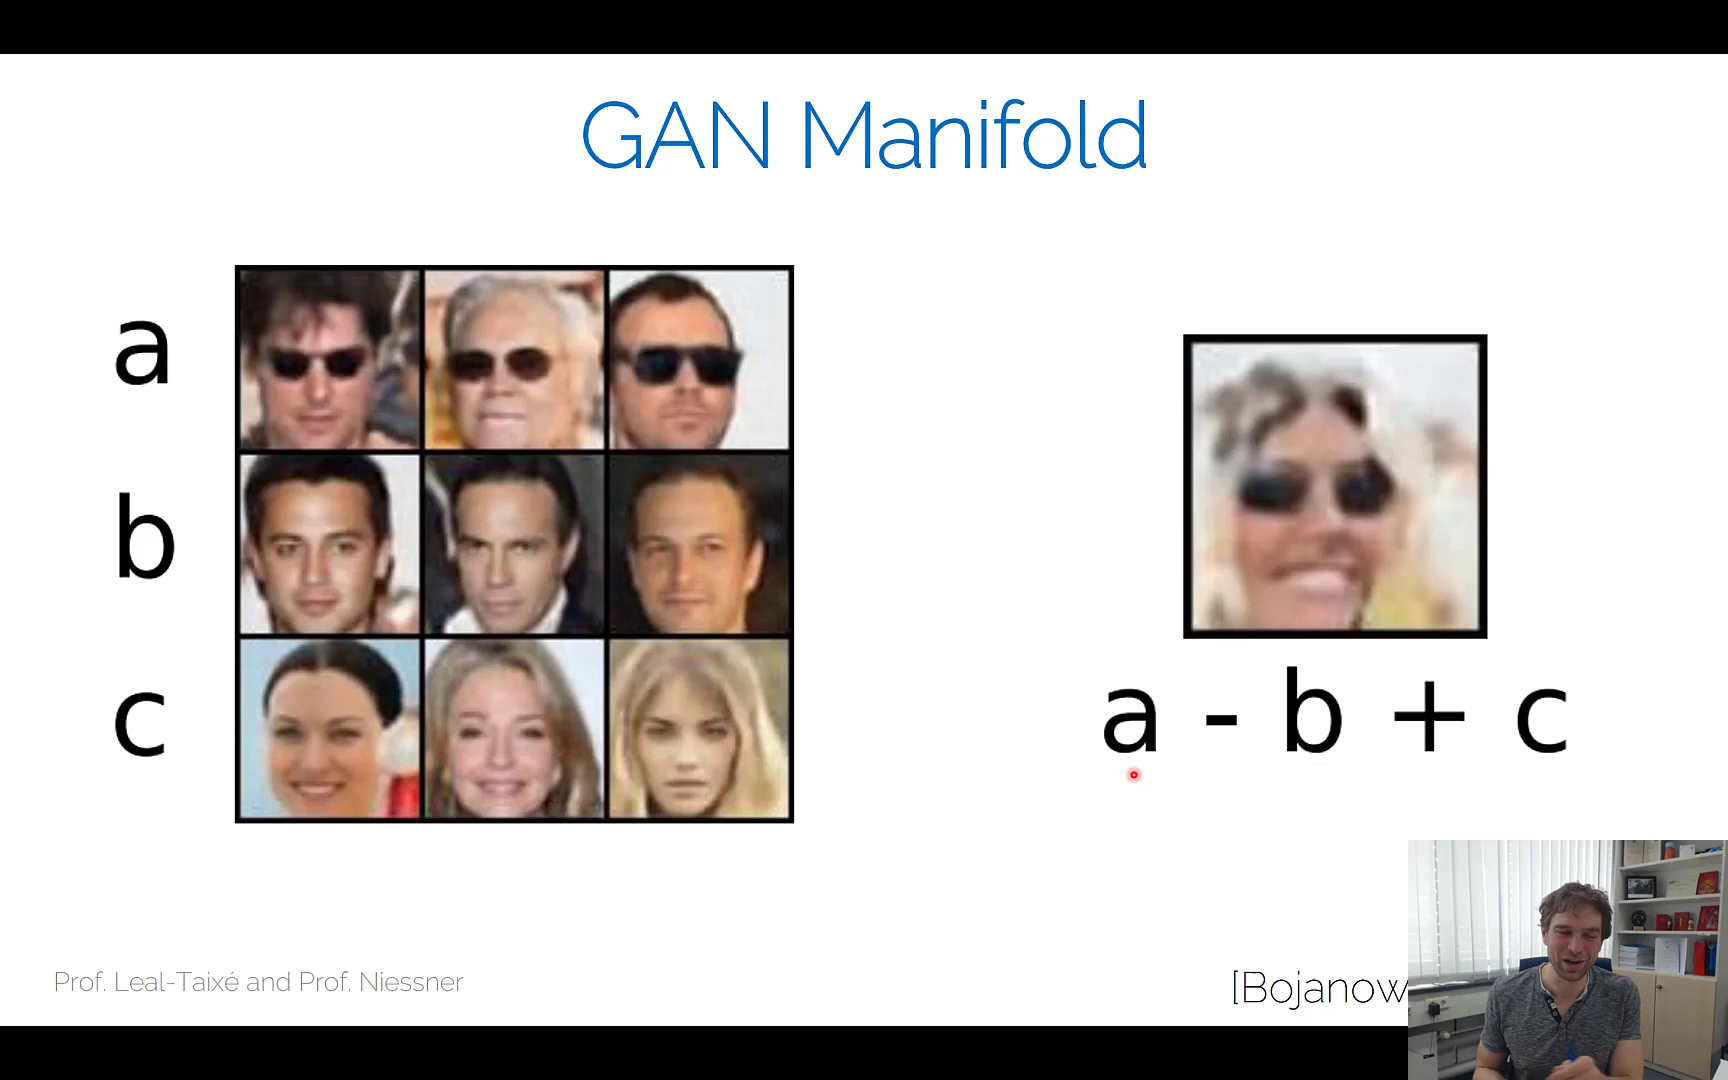 GAN Manifold
a
b
c
a - b + c
Prof. Leal-Taixé and Prof. Niessner
[Bojanow